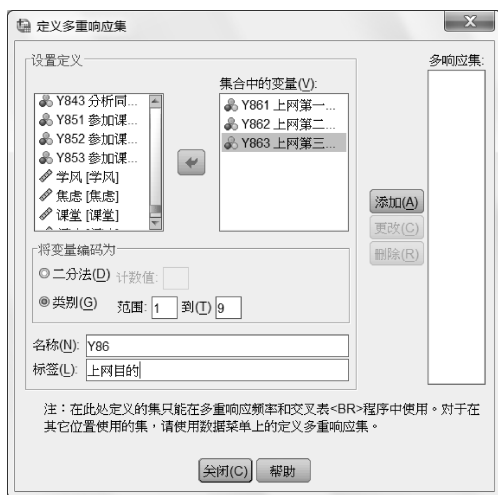 定义多重响应集
设置定义
多响应集:
集合中的变量(V):
Y843 分析同...
Y851 参加课...
Y852 参加课...
Y853 参加课...
学风 [学风]
焦虑 [焦虑]
课堂 [课堂]
Y861 上网第一...
Y862 上网第二...
Y863 上网第三...
添加(A)
更改(C)
删除(R)
将变量编码为
二分法(D) 计数值:
类别(G) 范围: 1 到(T) 9
名称(N): Y86
标签(L): 上网目的
注：在此处定义的集只能在多重响应频率和交叉表<BR>程序中使用。对于在
其它位置使用的集，请使用数据菜单上的定义多重响应集。
关闭(C) 帮助